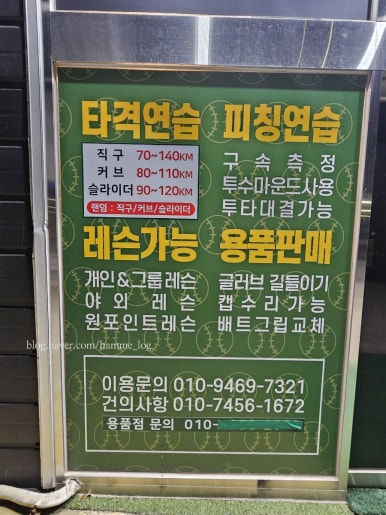 타격연습 피칭연습
직구 70~140KM
커브 80~110KM
슬라이더 90~120KM
랜덤 : 직구/커브/슬라이더
구속측정
투수마운드사용
투타대결가능
레슨가능 용품판매
개인&그룹레슨
야외레슨
원포인트레슨
글러브 길들이기
캡수리가능
배트그립교체
blog.naver.com/hamme_log
이용문의 010-9469-7321
건의사항 010-7456-1672
용품점 문의 010-